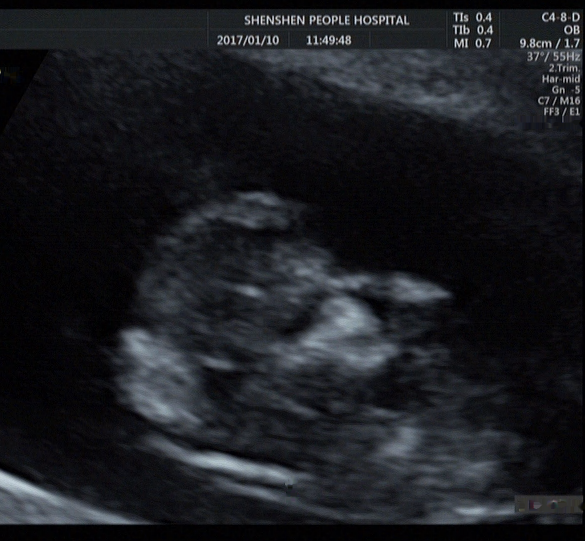 SHENSHEN PEOPLE HOSPITAL
2017/01/10 11:49:48
TIs 0.4
TIb 0.4
MI 0.7
C4-8-D
OB
9.8cm / 1.7
37°/ 55Hz
2.Trim.
Har-mid
Gn -5
C7 / M16
FF3 / E1